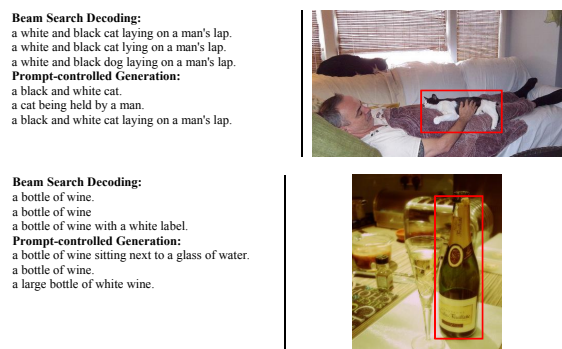 Beam Search Decoding:
a white and black cat laying on a man's lap.
a white and black cat lying on a man's lap.
a white and black dog laying on a man's lap.
Prompt-controlled Generation:
a black and white cat.
a cat being held by a man.
a black and white cat laying on a man's lap.
Beam Search Decoding:
a bottle of wine.
a bottle of wine
a bottle of wine with a white label.
Prompt-controlled Generation:
a bottle of wine sitting next to a glass of water.
a bottle of wine.
a large bottle of white wine.